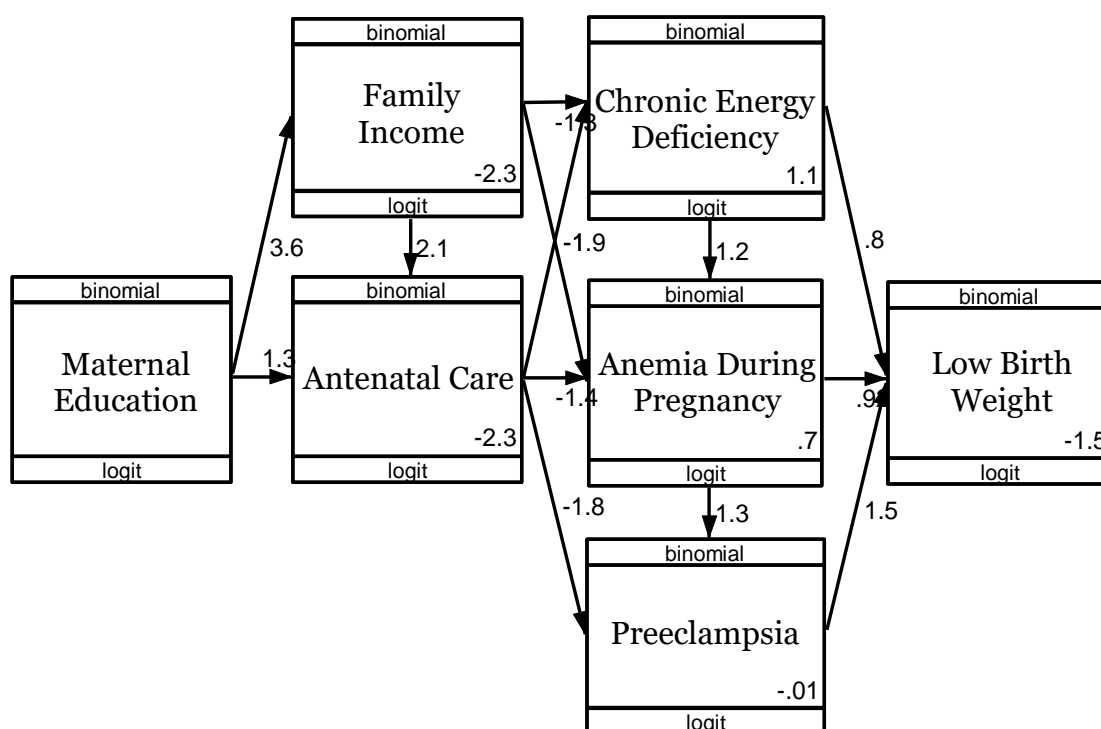 binomial
Family
Income
-2.3
logit
binomial
Chronic Energy
Deficiency
1.1
logit
3.6
2.1
-1.9
1.2
.8
binomial
Maternal
Education
logit
1.3
binomial
Antenatal Care
-2.3
logit
-1.4
binomial
Anemia During
Pregnancy
.7
logit
binomial
Low Birth
Weight
-1.5
logit
-1.8
1.3
1.5
binomial
Preeclampsia
-.01
logit